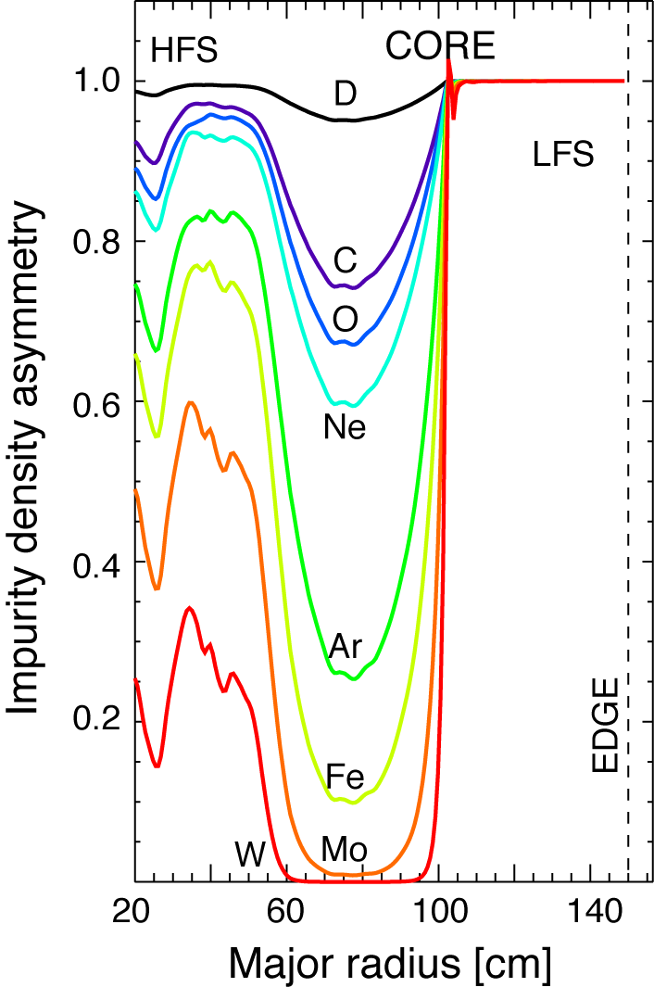 HFS
CORE
D
1.0
LFS
Impurity density asymmetry
0.8
C
O
0.6
Ne
0.4
Ar
0.2
EDGE
Fe
W
Mo
20
60
100
140
Major radius [cm]